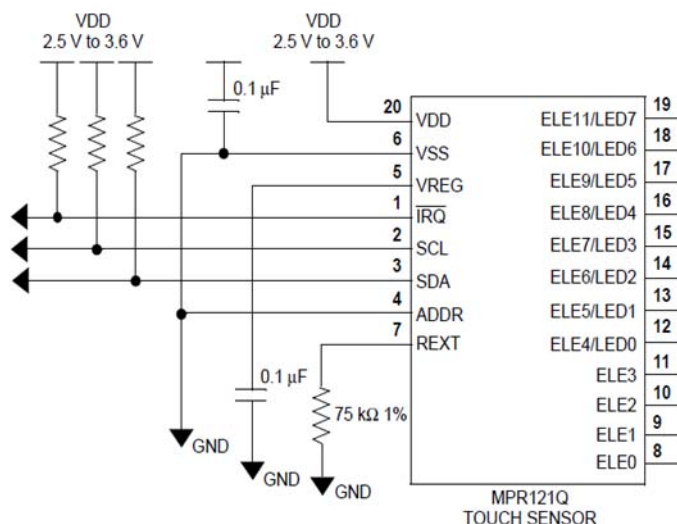 VDD
2.5 V to 3.6 V
0.1 μF
VDD
2.5 V to 3.6 V
20
VDD
6
VSS
5
VREG
1
IRQ
2
SCL
3
SDA
4
ADDR
7
REXT
ELE11/LED7
19
ELE10/LED6
18
ELE9/LED5
17
ELE8/LED4
16
ELE7/LED3
15
ELE6/LED2
14
ELE5/LED1
13
ELE4/LED0
12
ELE3
11
ELE2
10
ELE1
9
ELE0
8
0.1 μF
75 kΩ 1%
GND
GND
GND
MPR121Q
TOUCH SENSOR